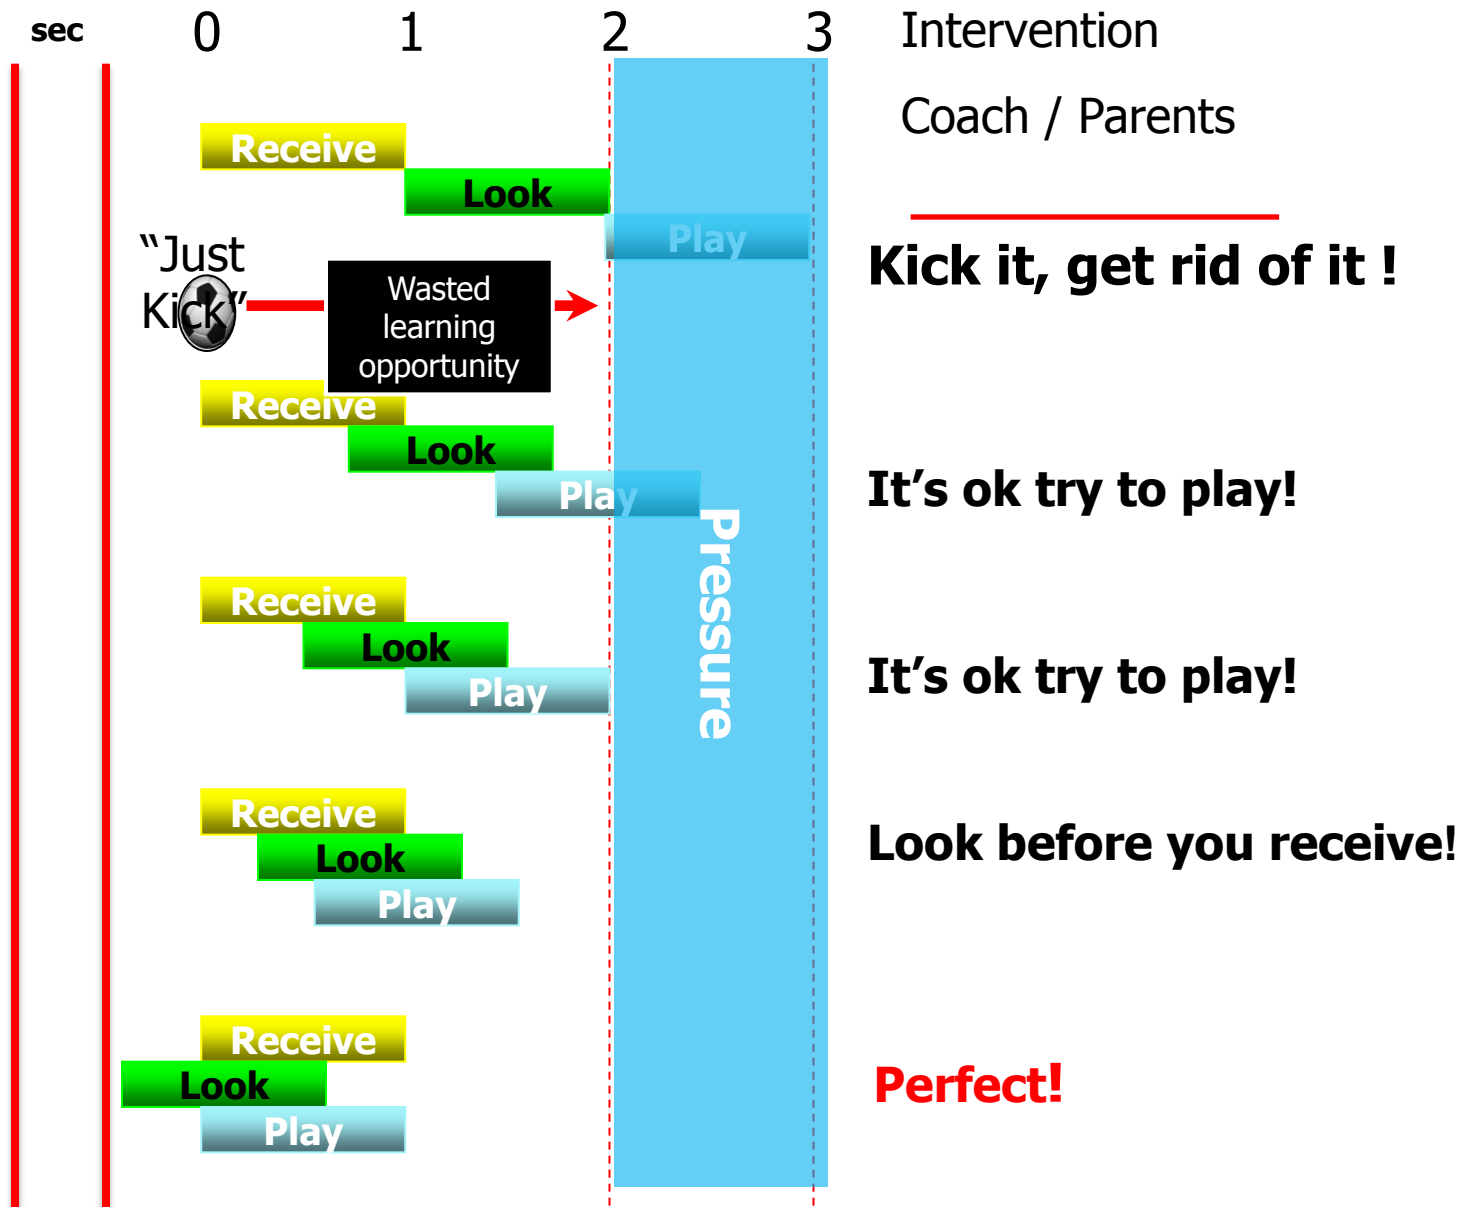 sec 0 1 2 3 Intervention
Coach / Parents
Receive
Look
Play
“Just
Kick”
Wasted
learning
opportunity
Kick it, get rid of it !
Receive
Look
Play
It’s ok try to play!
Pressure
Receive
Look
Play
It’s ok try to play!
Receive
Look
Play
Look before you receive!
Receive
Look
Play
Perfect!